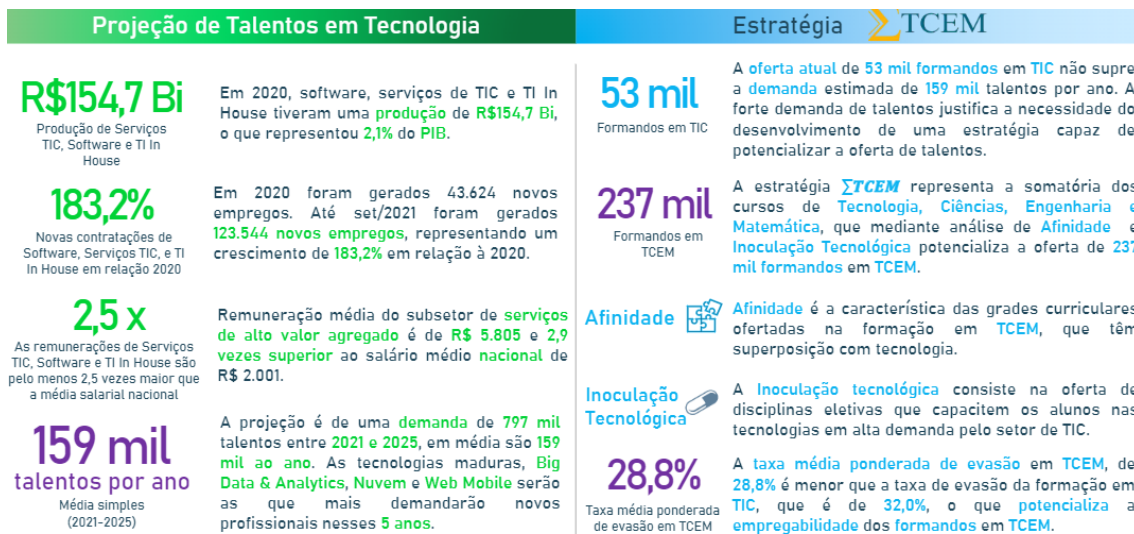 Projeção de Talentos em Tecnologia
R$154,7 Bi
Produção de Serviços
TIC, Software e TI In
House
Em 2020, software, serviços de TIC e TI In
House tiveram uma produção de R$154,7 Bi,
o que representou 2,1% do PIB.
183,2%
Novas contratações de
Software, Serviços TIC, e TI
In House em relação 2020
Em 2020 foram gerados 43.624 novos
empregos. Até set/2021 foram gerados
123.544 novos empregos, representando um
crescimento de 183,2% em relação à 2020.
2,5 x
As remunerações de Serviços
TIC, Software e TI In House são
pelo menos 2,5 vezes maior que
a média salarial nacional
Remuneração média do subsetor de serviços
de alto valor agregado é de R$ 5.805 e 2,9
vezes superior ao salário médio nacional de
R$ 2.001.
159 mil
talentos por ano
Média simples
(2021-2025)
A projeção é de uma demanda de 797 mil
talentos entre 2021 e 2025, em média são 159
mil ao ano. As tecnologias maduras, Big
Data & Analytics, Nuvem e Web Mobile serão
as que mais demandarão novos
profissionais nesses 5 anos.
Estratégia ∑TCEM
53 mil
Formandos em TIC
A oferta atual de 53 mil formandos em TIC não supre
a demanda estimada de 159 mil talentos por ano. A
forte demanda de talentos justifica a necessidade do
desenvolvimento de uma estratégia capaz de
potencializar a oferta de talentos.
237 mil
Formandos em
TCEM
A estratégia ∑TCEM representa a somatória dos
cursos de Tecnologia, Ciências, Engenharia e
Matemática, que mediante análise de Afinidade e
Inoculação Tecnológica potencializa a oferta de 237
mil formandos em TCEM.
Afinidade
Afinidade é a característica das grades curriculares
ofertadas na formação em TCEM, que têm
superposição com tecnologia.
Inoculação
Tecnológica
A Inoculação tecnológica consiste na oferta de
disciplinas eletivas que capacitem os alunos nas
tecnologias em alta demanda pelo setor de TIC.
28,8%
Taxa média ponderada
de evasão em TCEM
A taxa média ponderada de evasão em TCEM, de
28,8% é menor que a taxa de evasão da formação em
TIC, que é de 32,0%, o que potencializa a
empregabilidade dos formandos em TCEM.